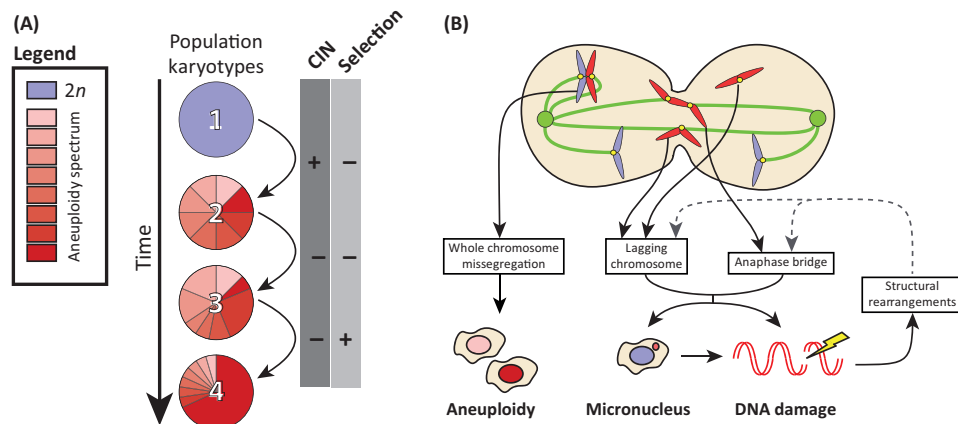 (A)
Legend
2n
Aneuploidy spectrum
Population
karyotypes
CIN
Selection
Time
1
+ –
2
– –
3
– +
4
(B)
Whole chromosome
missegregation
Lagging
chromosome
Anaphase bridge
Structural
rearrangements
Aneuploidy
Micronucleus
DNA damage